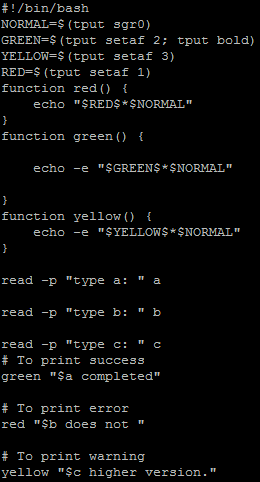 #!/bin/bash
NORMAL=$(tput sgr0)
GREEN=$(tput setaf 2; tput bold)
YELLOW=$(tput setaf 3)
RED=$(tput setaf 1)
function red() {
    echo "$RED$*$NORMAL"
}
function green() {

    echo -e "$GREEN$*$NORMAL"

}
function yellow() {
    echo -e "$YELLOW$*$NORMAL"
}

read -p "type a: " a

read -p "type b: " b

read -p "type c: " c
# To print success
green "$a completed"

# To print error
red "$b does not "

# To print warning
yellow "$c higher version."